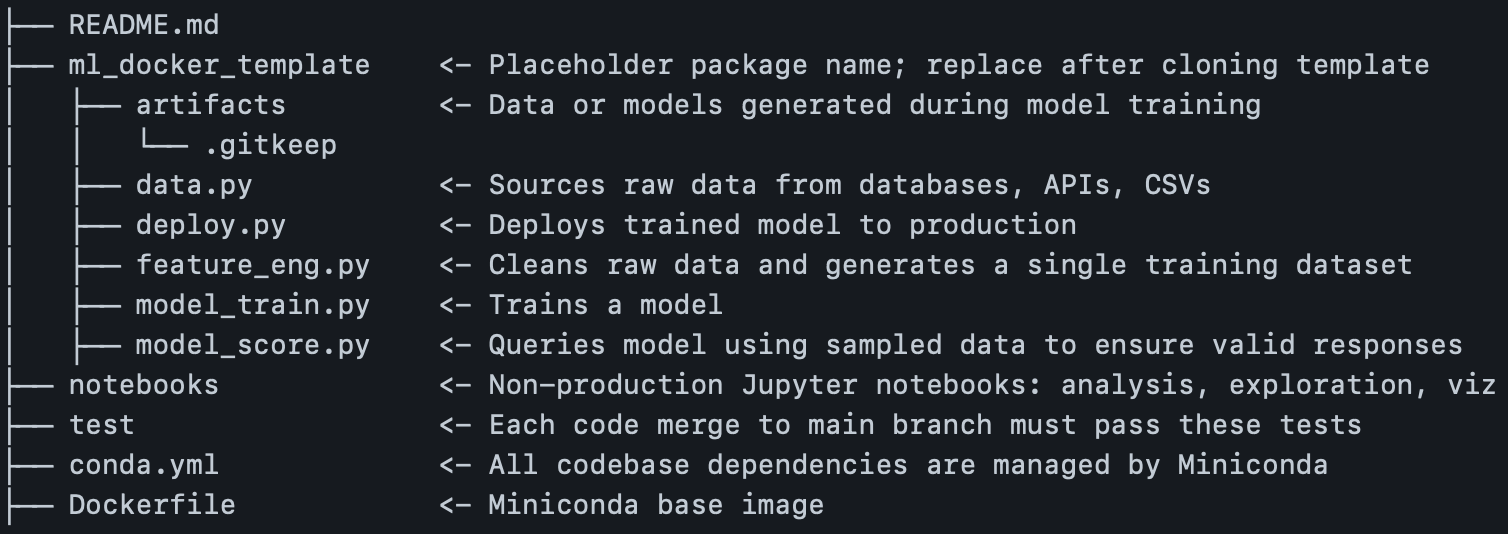 ├── README.md
├── ml_docker_template    <- Placeholder package name; replace after cloning template
│   ├── artifacts         <- Data or models generated during model training
│   │   └── .gitkeep
│   ├── data.py           <- Sources raw data from databases, APIs, CSVs
│   ├── deploy.py         <- Deploys trained model to production
│   ├── feature_eng.py    <- Cleans raw data and generates a single training dataset
│   ├── model_train.py    <- Trains a model
│   ├── model_score.py    <- Queries model using sampled data to ensure valid responses
├── notebooks             <- Non-production Jupyter notebooks: analysis, exploration, viz
├── test                  <- Each code merge to main branch must pass these tests
├── conda.yml             <- All codebase dependencies are managed by Miniconda
├── Dockerfile            <- Miniconda base image